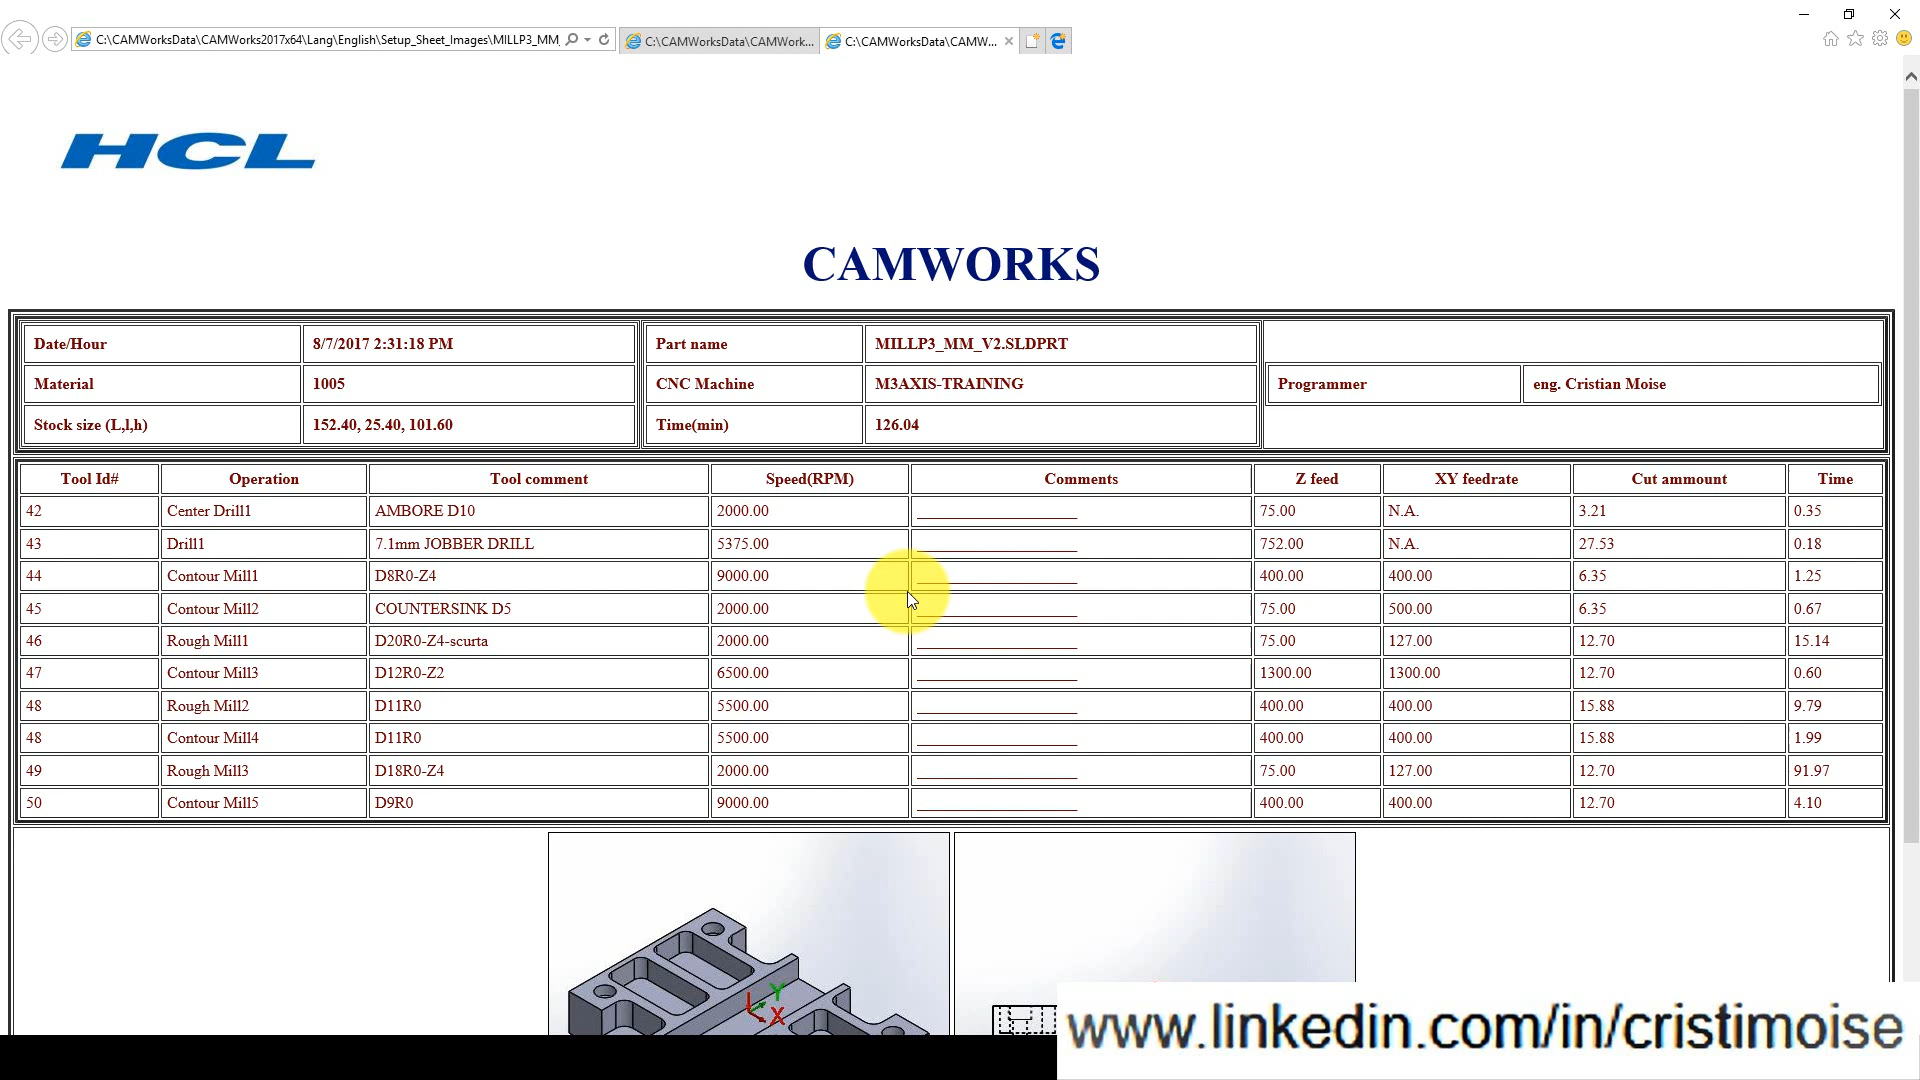 C:\CAMWorksData\CAMWorks2017x64\Lang\English\Setup_Sheet_Images\MILLP3_MM_ C:\CAMWorksData\CAMWork... C:\CAMWorksData\CAMW...
HCL
CAMWORKS
Date/Hour 8/7/2017 2:31:18 PM Part name MILLP3_MM_V2.SLDPRT
Material 1005 CNC Machine M3AXIS-TRAINING Programmer eng. Cristian Moise
Stock size (L,l,h) 152.40, 25.40, 101.60 Time(min) 126.04
Tool Id# Operation Tool comment Speed(RPM) Comments Z feed XY feedrate Cut ammount Time
42 Center Drill1 AMBORE D10 2000.00 ____________________ 75.00 N.A. 3.21 0.35
43 Drill1 7.1mm JOBBER DRILL 5375.00 ____________________ 752.00 N.A. 27.53 0.18
44 Contour Mill1 D8R0-Z4 9000.00 ____________________ 400.00 400.00 6.35 1.25
45 Contour Mill2 COUNTERSINK D5 2000.00 ____________________ 75.00 500.00 6.35 0.67
46 Rough Mill1 D20R0-Z4-scurta 2000.00 ____________________ 75.00 127.00 12.70 15.14
47 Contour Mill3 D12R0-Z2 6500.00 ____________________ 1300.00 1300.00 12.70 0.60
48 Rough Mill2 D11R0 5500.00 ____________________ 400.00 400.00 15.88 9.79
48 Contour Mill4 D11R0 5500.00 ____________________ 400.00 400.00 15.88 1.99
49 Rough Mill3 D18R0-Z4 2000.00 ____________________ 75.00 127.00 12.70 91.97
50 Contour Mill5 D9R0 9000.00 ____________________ 400.00 400.00 12.70 4.10
Y
X
www.linkedin.com/in/cristimoise